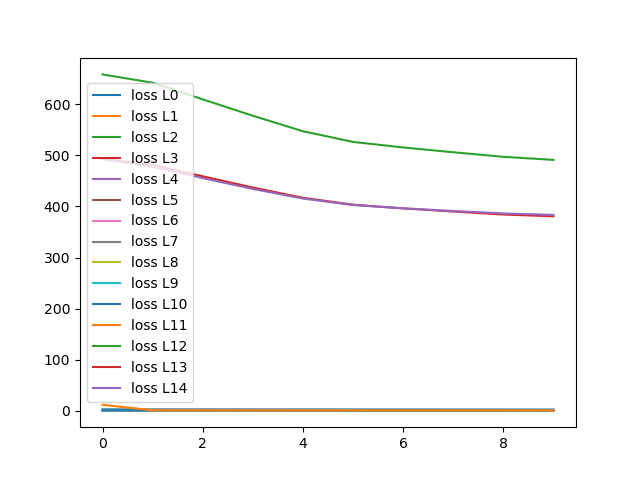 600
500
400
300
200
100
0
0 2 4 6 8
loss L0
loss L1
loss L2
loss L3
loss L4
loss L5
loss L6
loss L7
loss L8
loss L9
loss L10
loss L11
loss L12
loss L13
loss L14